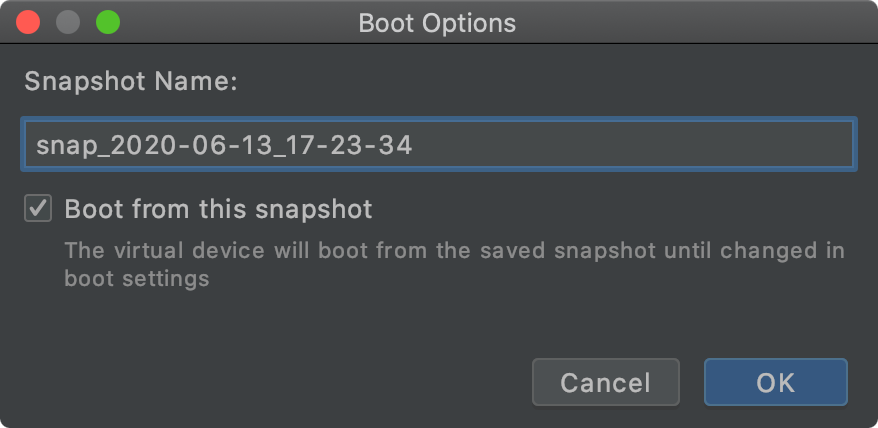 Boot Options
Snapshot Name:
snap_2020-06-13_17-23-34
Boot from this snapshot
The virtual device will boot from the saved snapshot until changed in
boot settings
Cancel
OK